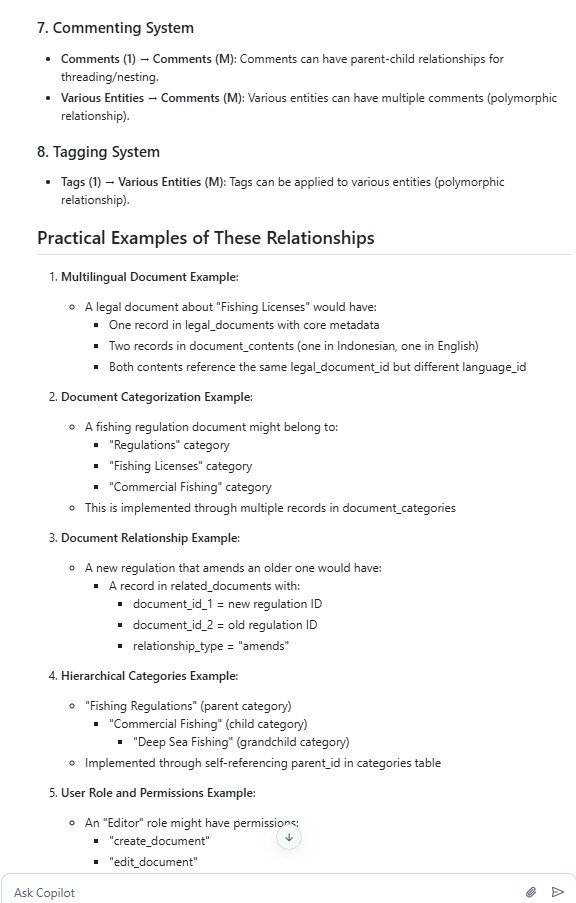 7. Commenting System
• Comments (1) → Comments (M): Comments can have parent-child relationships for
threading/nesting.
• Various Entities → Comments (M): Various entities can have multiple comments (polymorphic
relationship).
8. Tagging System
• Tags (1) → Various Entities (M): Tags can be applied to various entities (polymorphic
relationship).
Practical Examples of These Relationships
1. Multilingual Document Example:
◦ A legal document about "Fishing Licenses" would have:
▪ One record in legal_documents with core metadata
▪ Two records in document_contents (one in Indonesian, one in English)
▪ Both contents reference the same legal_document_id but different language_id
2. Document Categorization Example:
◦ A fishing regulation document might belong to:
▪ "Regulations" category
▪ "Fishing Licenses" category
▪ "Commercial Fishing" category
◦ This is implemented through multiple records in document_categories
3. Document Relationship Example:
◦ A new regulation that amends an older one would have:
▪ A record in related_documents with:
▪ document_id_1 = new regulation ID
▪ document_id_2 = old regulation ID
▪ relationship_type = "amends"
4. Hierarchical Categories Example:
◦ "Fishing Regulations" (parent category)
▪ "Commercial Fishing" (child category)
▪ "Deep Sea Fishing" (grandchild category)
◦ Implemented through self-referencing parent_id in categories table
5. User Role and Permissions Example:
◦ An "Editor" role might have permissions:
▪ "create_document"
▪ "edit_document"
Ask Copilot